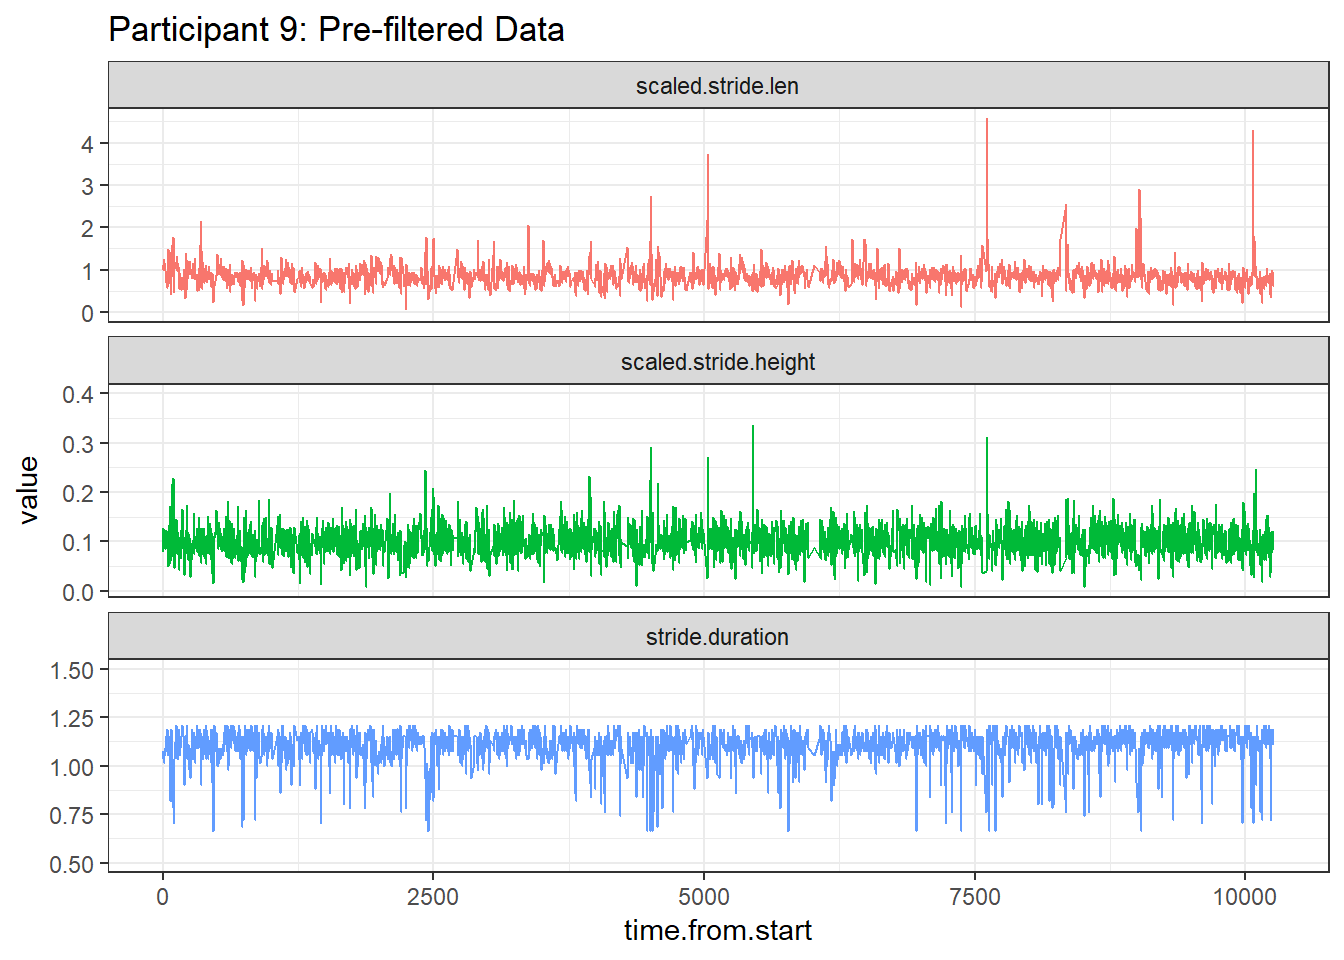 Participant 9: Pre-filtered Data
scaled.stride.len
4
3
2
1
0
scaled.stride.height
0.4
0.3
0.2
0.1
0.0
value
stride.duration
1.50
1.25
1.00
0.75
0.50
0 2500 5000 7500 10000
time.from.start